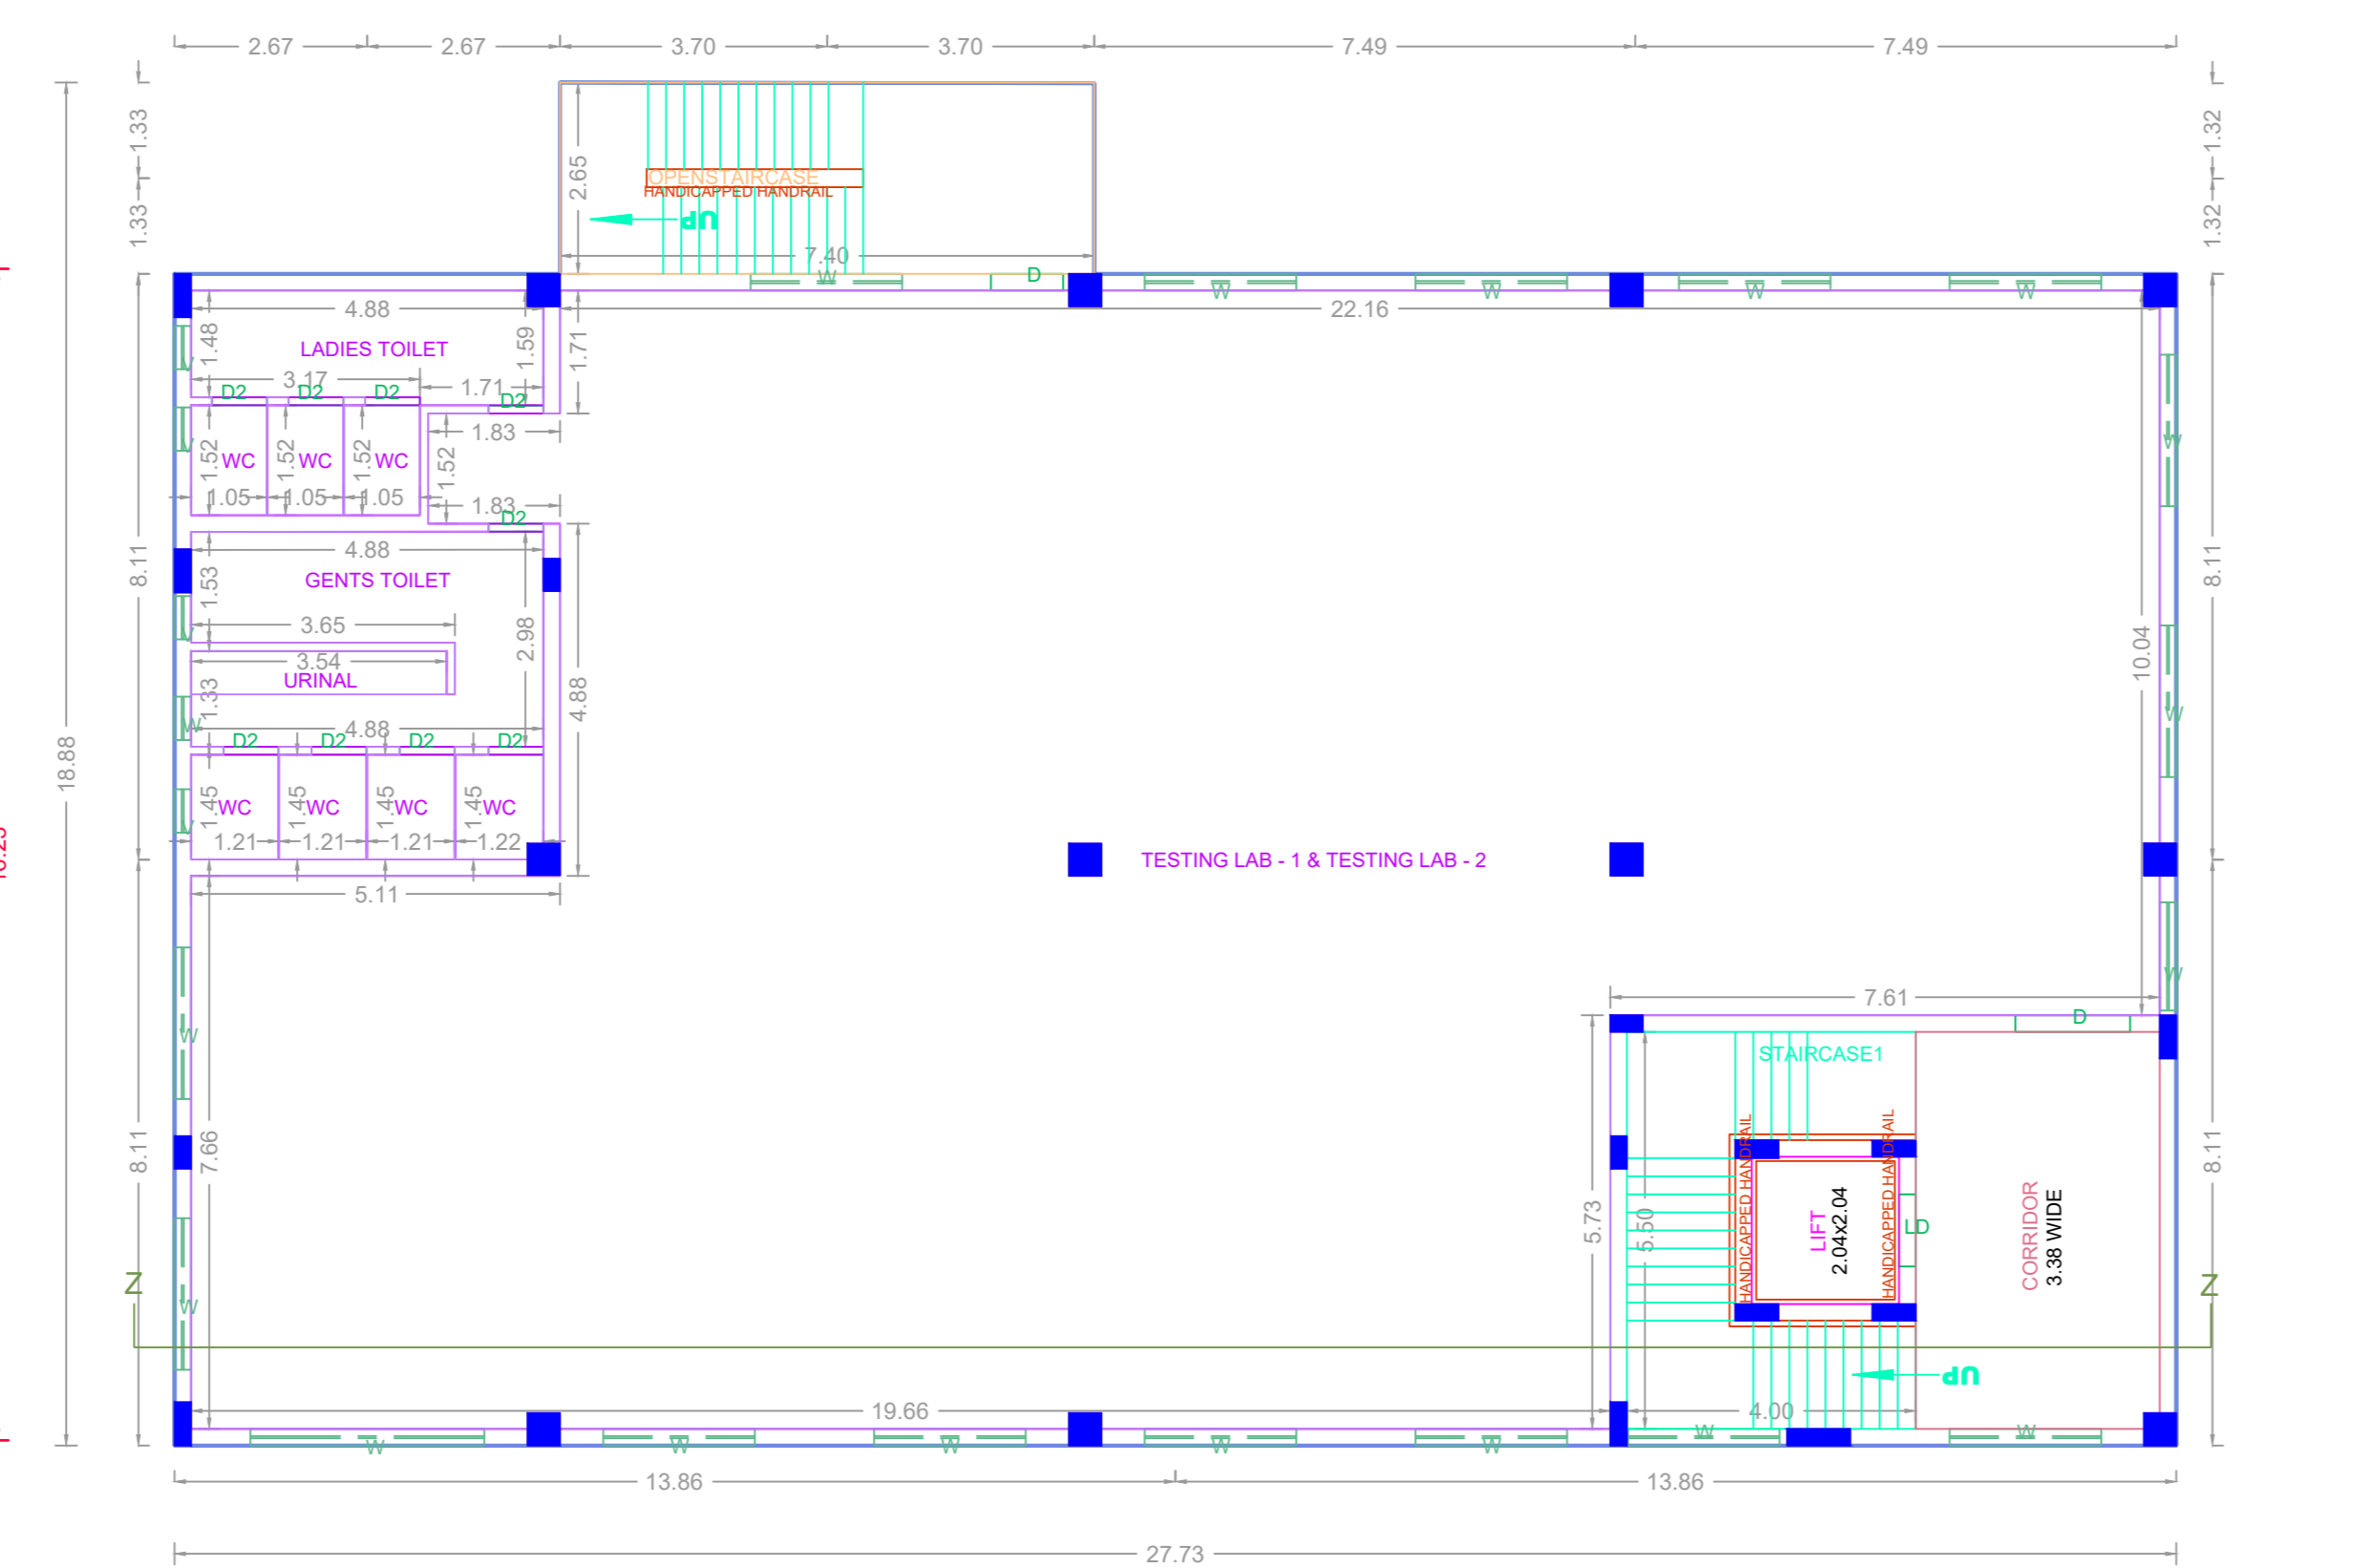 2.67
2.67
3.70
3.70
7.49
7.49
1.33
1.33
1.32
1.32
2.65
OPENSTAIRCASE
HANDICAPPED HANDRAIL
UP
7.40
W
D
W
W
W
W
4.88
22.16
1.48
1.59
1.71
LADIES TOILET
V
3.17
1.71
D2
D2
D2
D2
1.83
V
1.52
1.52
1.52
1.52
WC
WC
WC
1.05
1.05
1.05
1.83
D2
W
8.11
8.11
4.88
1.53
GENTS TOILET
3.65
V
2.98
3.54
URINAL
1.33
10.04
4.88
W
W
4.88
D2
D2
D2
D2
18.88
1.45
1.45
1.45
1.45
WC
WC
WC
WC
V
1.21
1.21
1.21
1.22
TESTING LAB - 1 & TESTING LAB - 2
5.11
W
7.61
D
W
STAIRCASE1
8.11
7.66
8.11
5.73
5.50
HANDICAPPED HANDRAIL
LIFT
2.04x2.04
HANDICAPPED HANDRAIL
LD
CORRIDOR
3.38 WIDE
Z
Z
W
UP
19.66
4.00
W
W
W
W
W
W
W
13.86
13.86
27.73